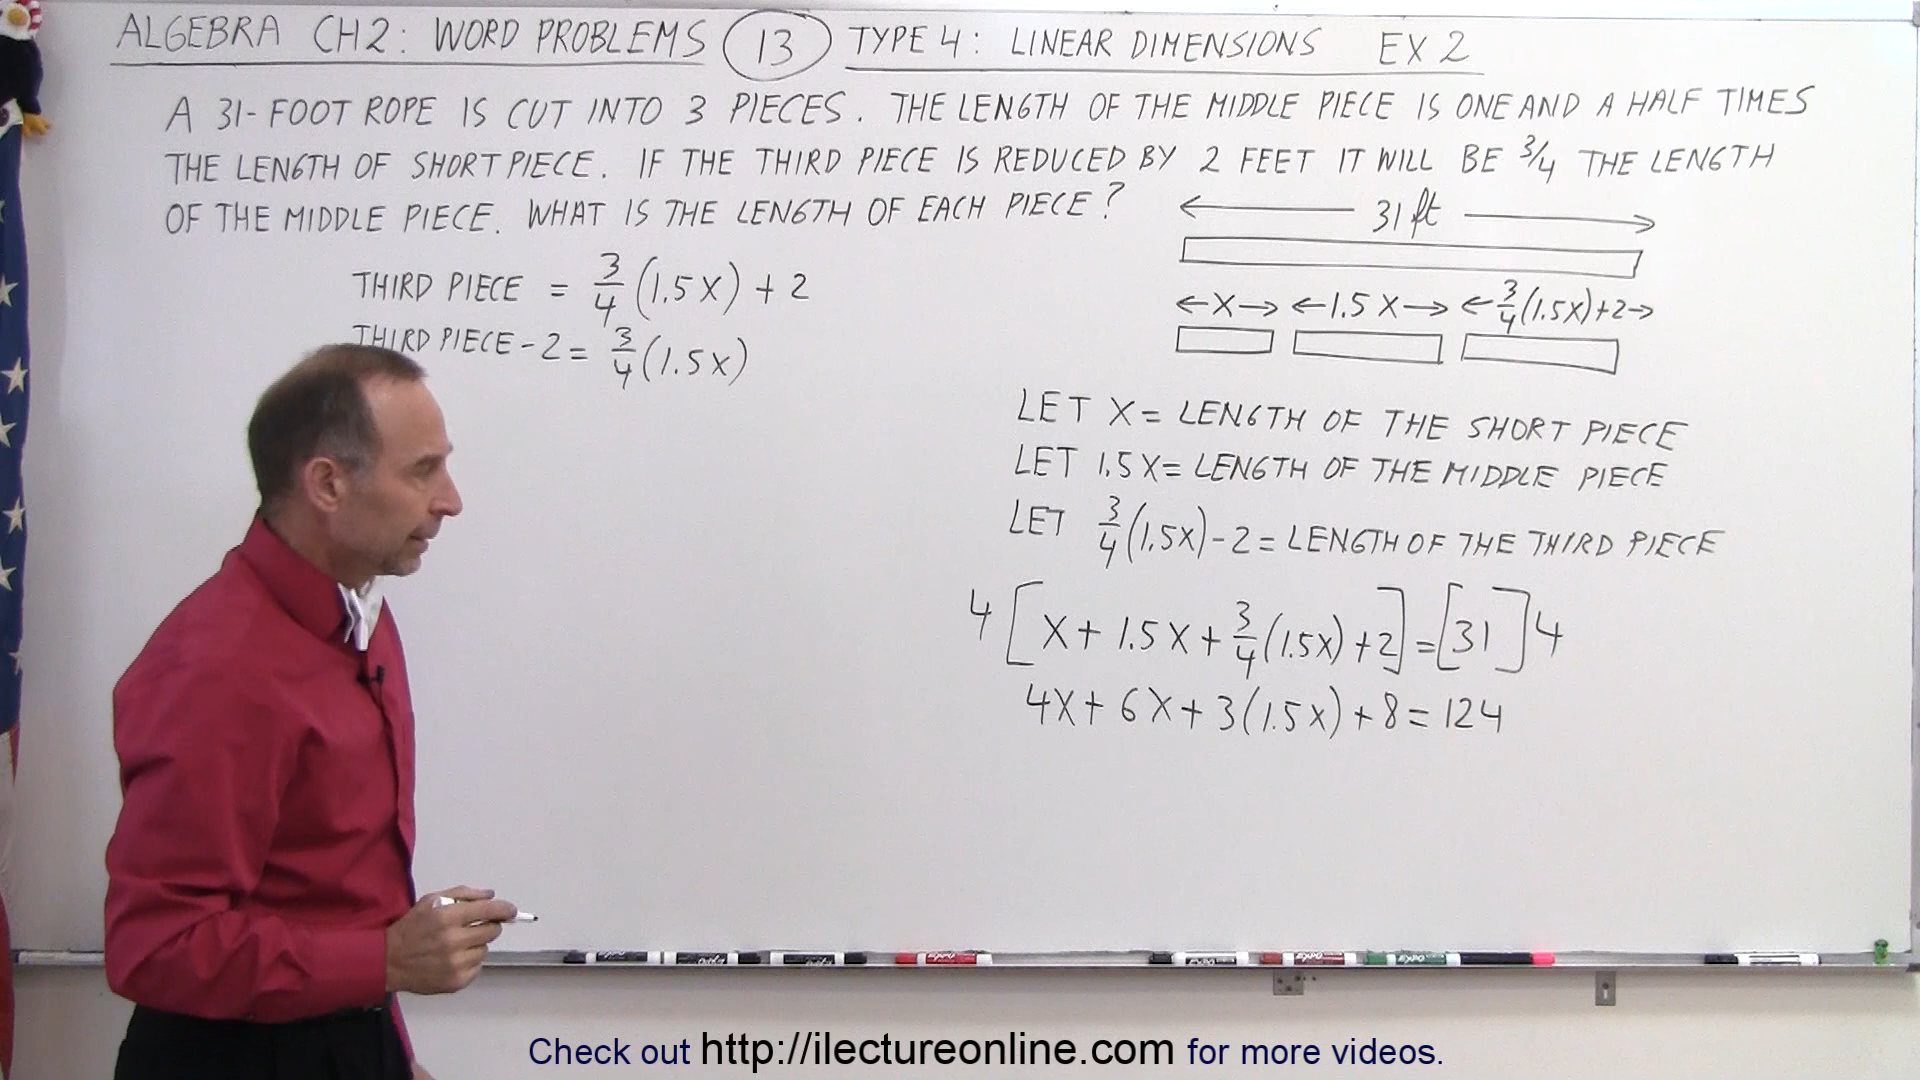 ALGEBRA CH2: WORD PROBLEMS 13 TYPE 4: LINEAR DIMENSIONS EX 2
A 31-FOOT ROPE IS CUT INTO 3 PIECES. THE LENGTH OF THE MIDDLE PIECE IS ONE AND A HALF TIMES
THE LENGTH OF SHORT PIECE. IF THE THIRD PIECE IS REDUCED BY 2 FEET IT WILL BE 3/4 THE LENGTH
OF THE MIDDLE PIECE. WHAT IS THE LENGTH OF EACH PIECE?
31 ft
THIRD PIECE = 3/4 (1.5X) + 2
THIRD PIECE - 2 = 3/4 (1.5X)
X 1.5 X 3/4 (1.5X)+2
LET X = LENGTH OF THE SHORT PIECE
LET 1.5X = LENGTH OF THE MIDDLE PIECE
LET 3/4 (1.5X) - 2 = LENGTH OF THE THIRD PIECE
4 [X + 1.5X + 3/4 (1.5X) + 2] = [31] 4
4X + 6X + 3(1.5X) + 8 = 124
Check out http://ilectureonline.com for more videos.